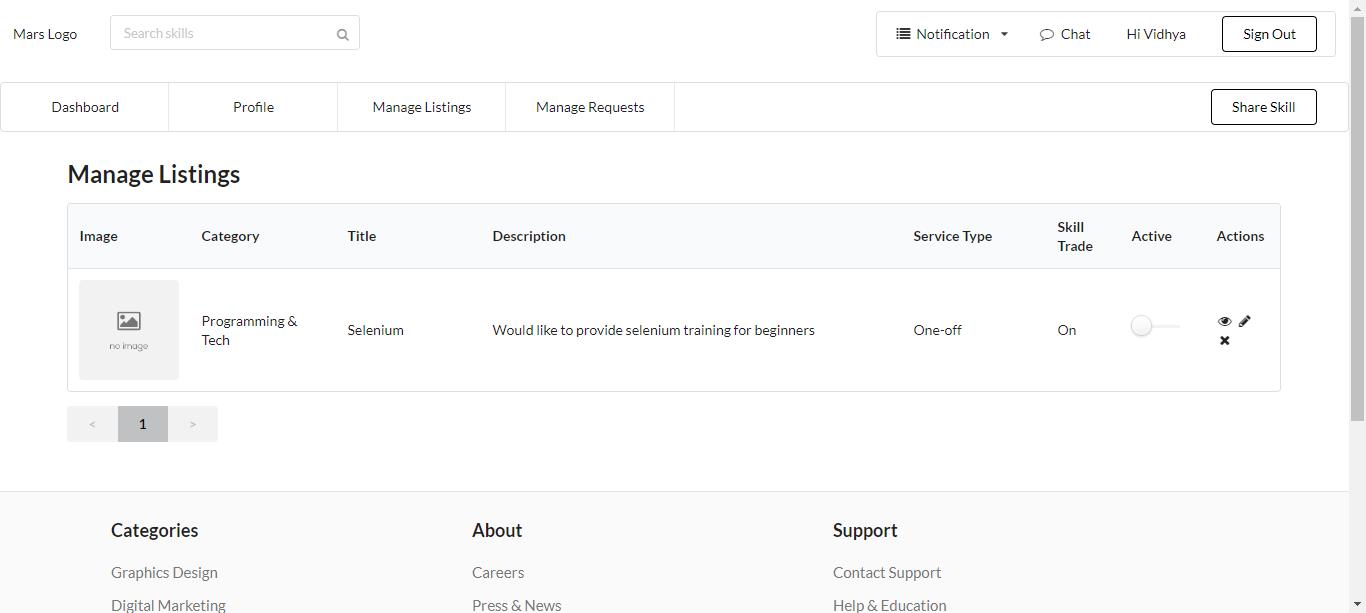 Mars Logo
Search skills
Notification
Chat
Hi Vidhya
Sign Out
Dashboard
Profile
Manage Listings
Manage Requests
Share Skill
Manage Listings
Image
Category
Title
Description
Service Type
Skill
Trade
Active
Actions
no image
Programming &
Tech
Selenium
Would like to provide selenium training for beginners
One-off
On
<
1
>
Categories
About
Support
Graphics Design
Careers
Contact Support
Digital Marketing
Press & News
Help & Education